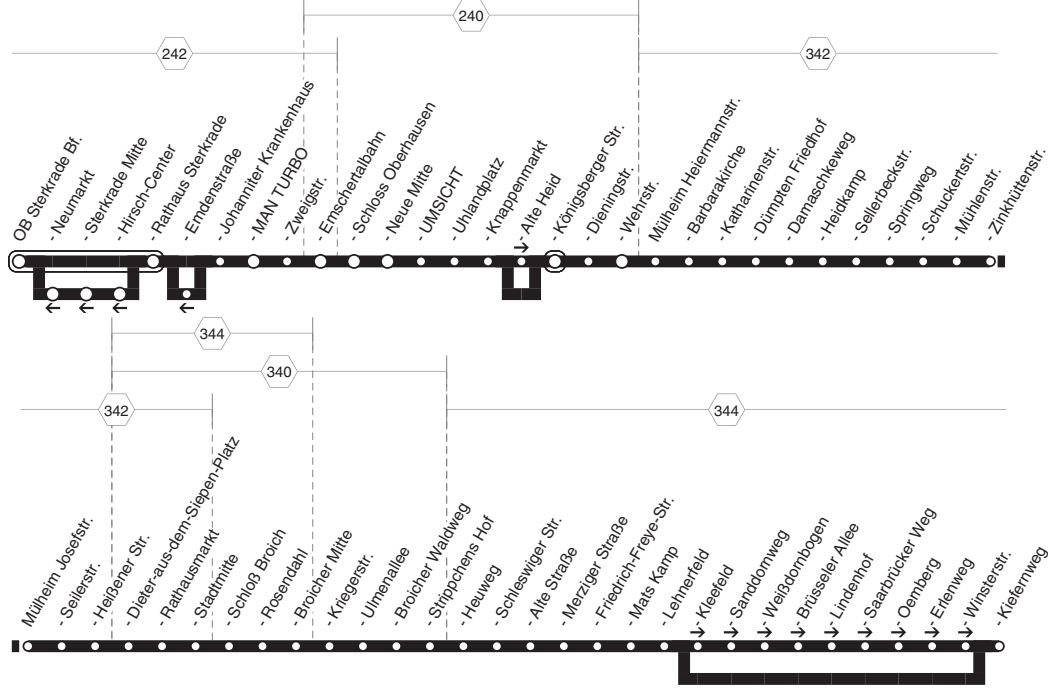 240
242
342
OB Sterkrade Bf.
- Neumarkt
- Sterkrade Mitte
- Hirsch-Center
- Rathaus Sterkrade
- Emdenstraße
- Johanniter Krankenhaus
- MAN TURBO
- Zweigstr.
- Emschertalbahn
- Schloss Oberhausen
- Neue Mitte
- UMSICHT
- Uhlandplatz
- Knappenmarkt
- Alte Heid
- Königsberger Str.
- Dieningstr.
- Wehrstr.
Mülheim Heiermannstr.
- Barbarakirche
- Katharinenstr.
- Dümpten Friedhof
- Damaschkeweg
- Heidkamp
- Sellerbeckstr.
- Springweg
- Schuckertstr.
- Mühlenstr.
- Zinkhüttenstr.
344
340
342
344
Mülheim Josefstr.
- Seilerstr.
- Heißener Str.
- Dieter-aus-dem-Siepen-Platz
- Rathausmarkt
- Stadtmitte
- Schloß Broich
- Rosendahl
- Broicher Mitte
- Kriegerstr.
- Ulmenallee
- Broicher Waldweg
- Strippchens Hof
- Heuweg
- Schleswiger Str.
- Alte Straße
- Merziger Straße
- Friedrich-Freye-Str.
- Mats Kamp
- Lehnerfeld
- Kleefeld
- Sanddornweg
- Weißdornbogen
- Brüsseler Allee
- Lindenhof
- Saarbrücker Weg
- Oemberg
- Erlenweg
- Winsterstr.
- Kiefernweg